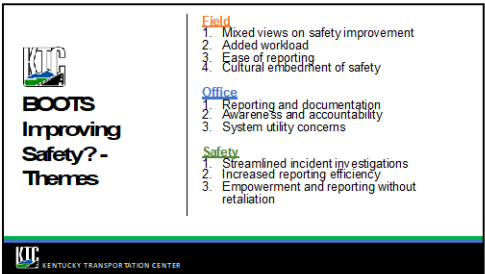 KTC
BOOTS
Improving
Safety? -
Themes
Field
1. Mixed views on safety improvement
2. Added workload
3. Ease of reporting
4. Cultural embedment of safety
Office
1. Reporting and documentation
2. Awareness and accountability
3. System utility concerns
Safety
1. Streamlined incident investigations
2. Increased reporting efficiency
3. Empowerment and reporting without
retaliation
KTC KENTUCKY TRANSPORTATION CENTER